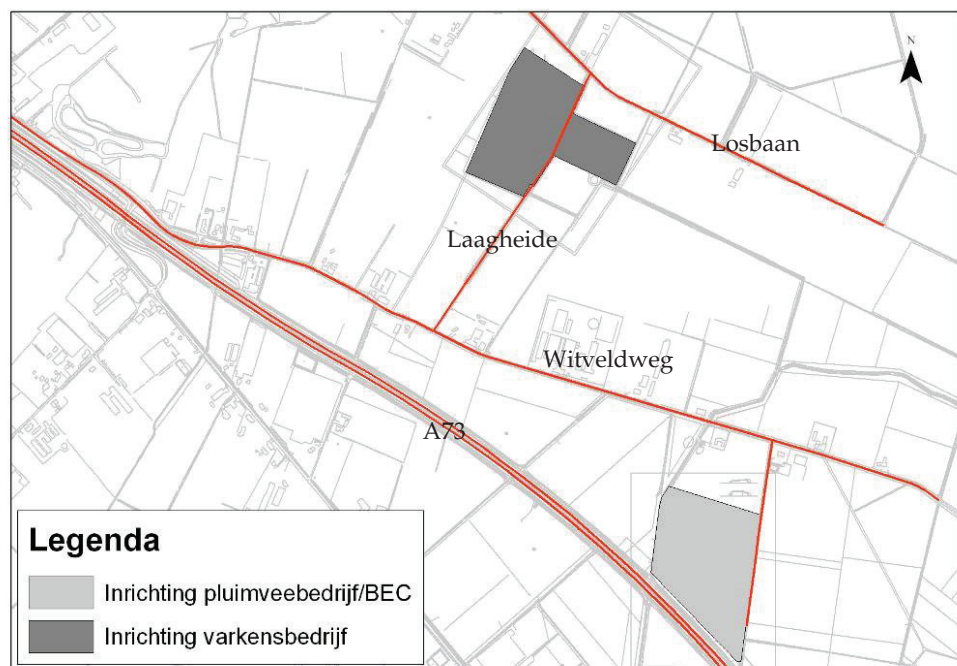 N
Losbaan
Laagheide
Witveldweg
A73
Legenda
Inrichting pluimveebedrijf/BEC
Inrichting varkensbedrijf